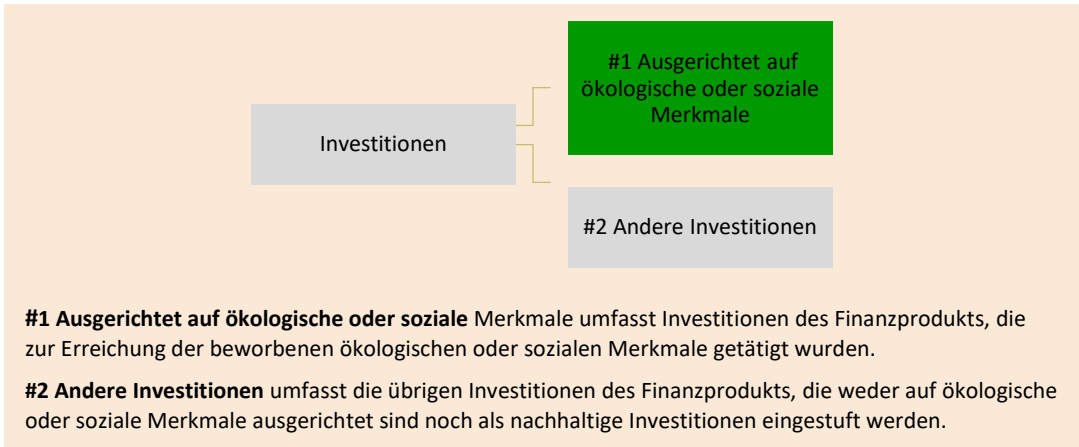 #1 Ausgerichtet auf
ökologische oder soziale
Merkmale
Investitionen
#2 Andere Investitionen
#1 Ausgerichtet auf ökologische oder soziale Merkmale umfasst Investitionen des Finanzprodukts, die
zur Erreichung der beworbenen ökologischen oder sozialen Merkmale getätigt wurden.
#2 Andere Investitionen umfasst die übrigen Investitionen des Finanzprodukts, die weder auf ökologische
oder soziale Merkmale ausgerichtet sind noch als nachhaltige Investitionen eingestuft werden.